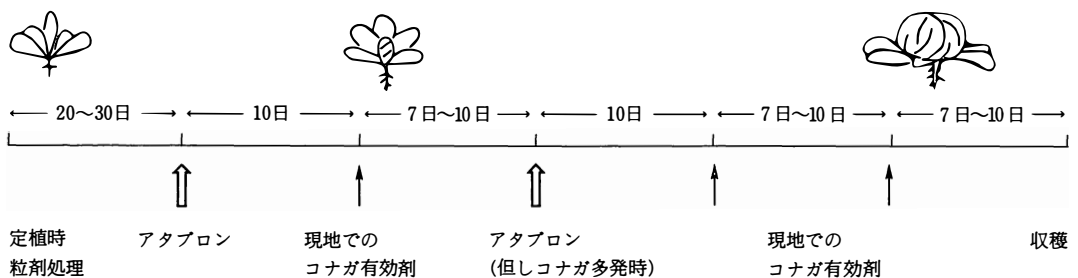 20〜30日
10日
7日〜10日
10日
7日〜10日
7日〜10日
定植時
粒剤処理
アタブロン
現地での
コナガ有効剤
アタブロン
(但しコナガ多発時)
現地での
コナガ有効剤
収穫